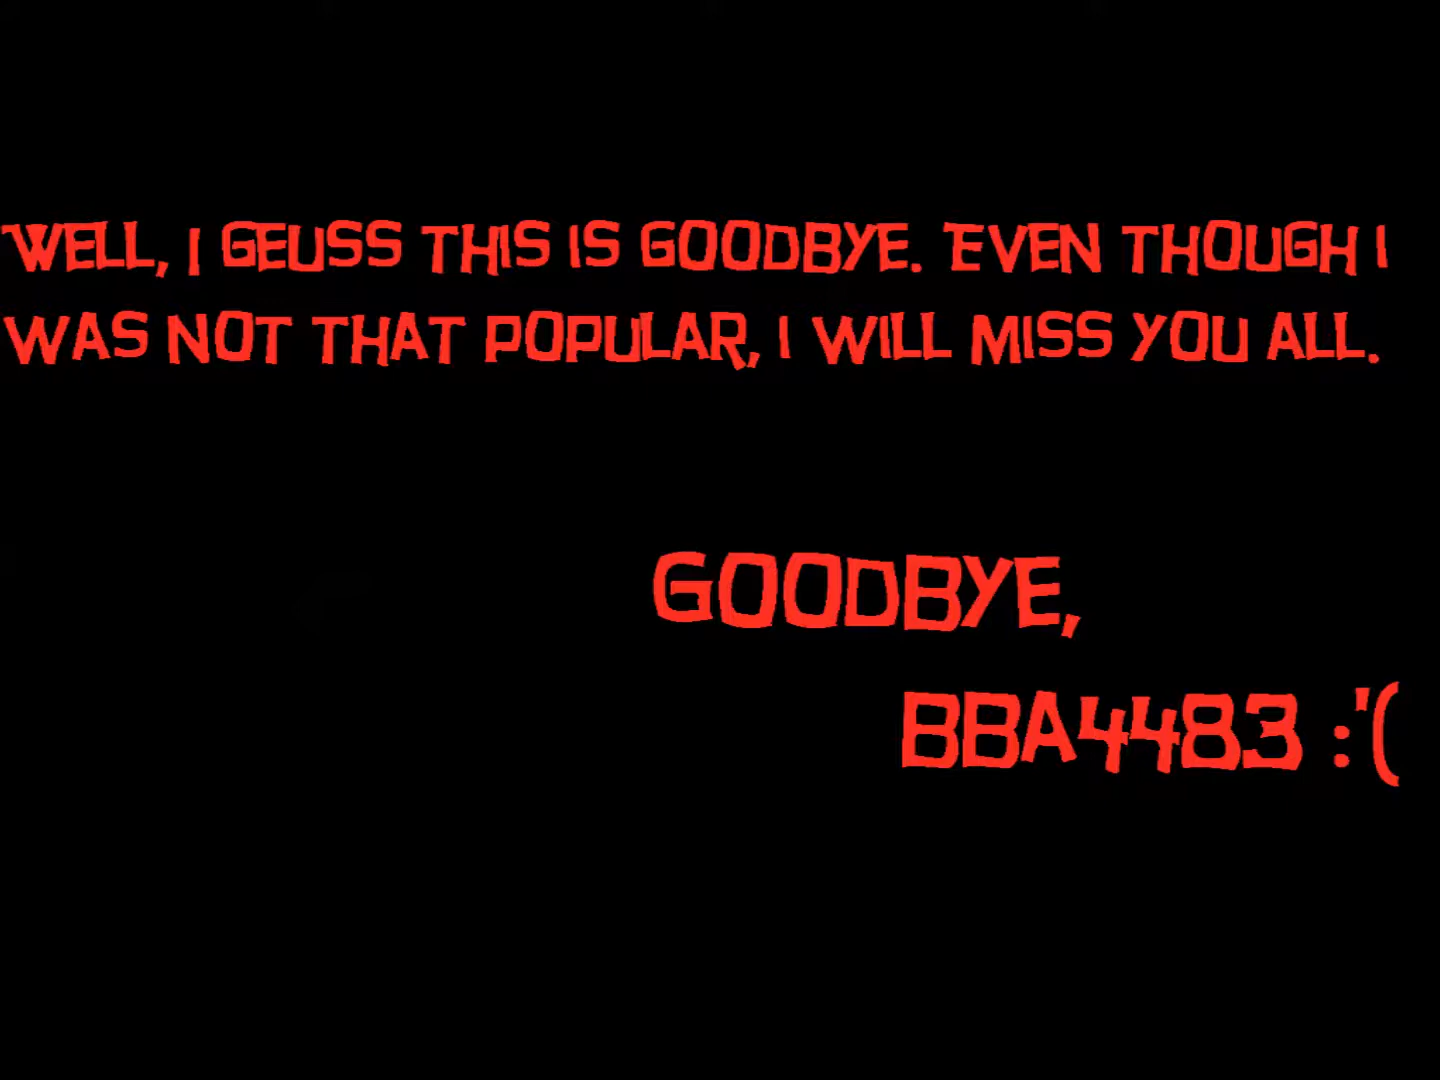 WELL, I GEUSS THIS IS GOODBYE. EVEN THOUGH I
WAS NOT THAT POPULAR, I WILL MISS YOU ALL.
GOODBYE,
BBA4483 :'(